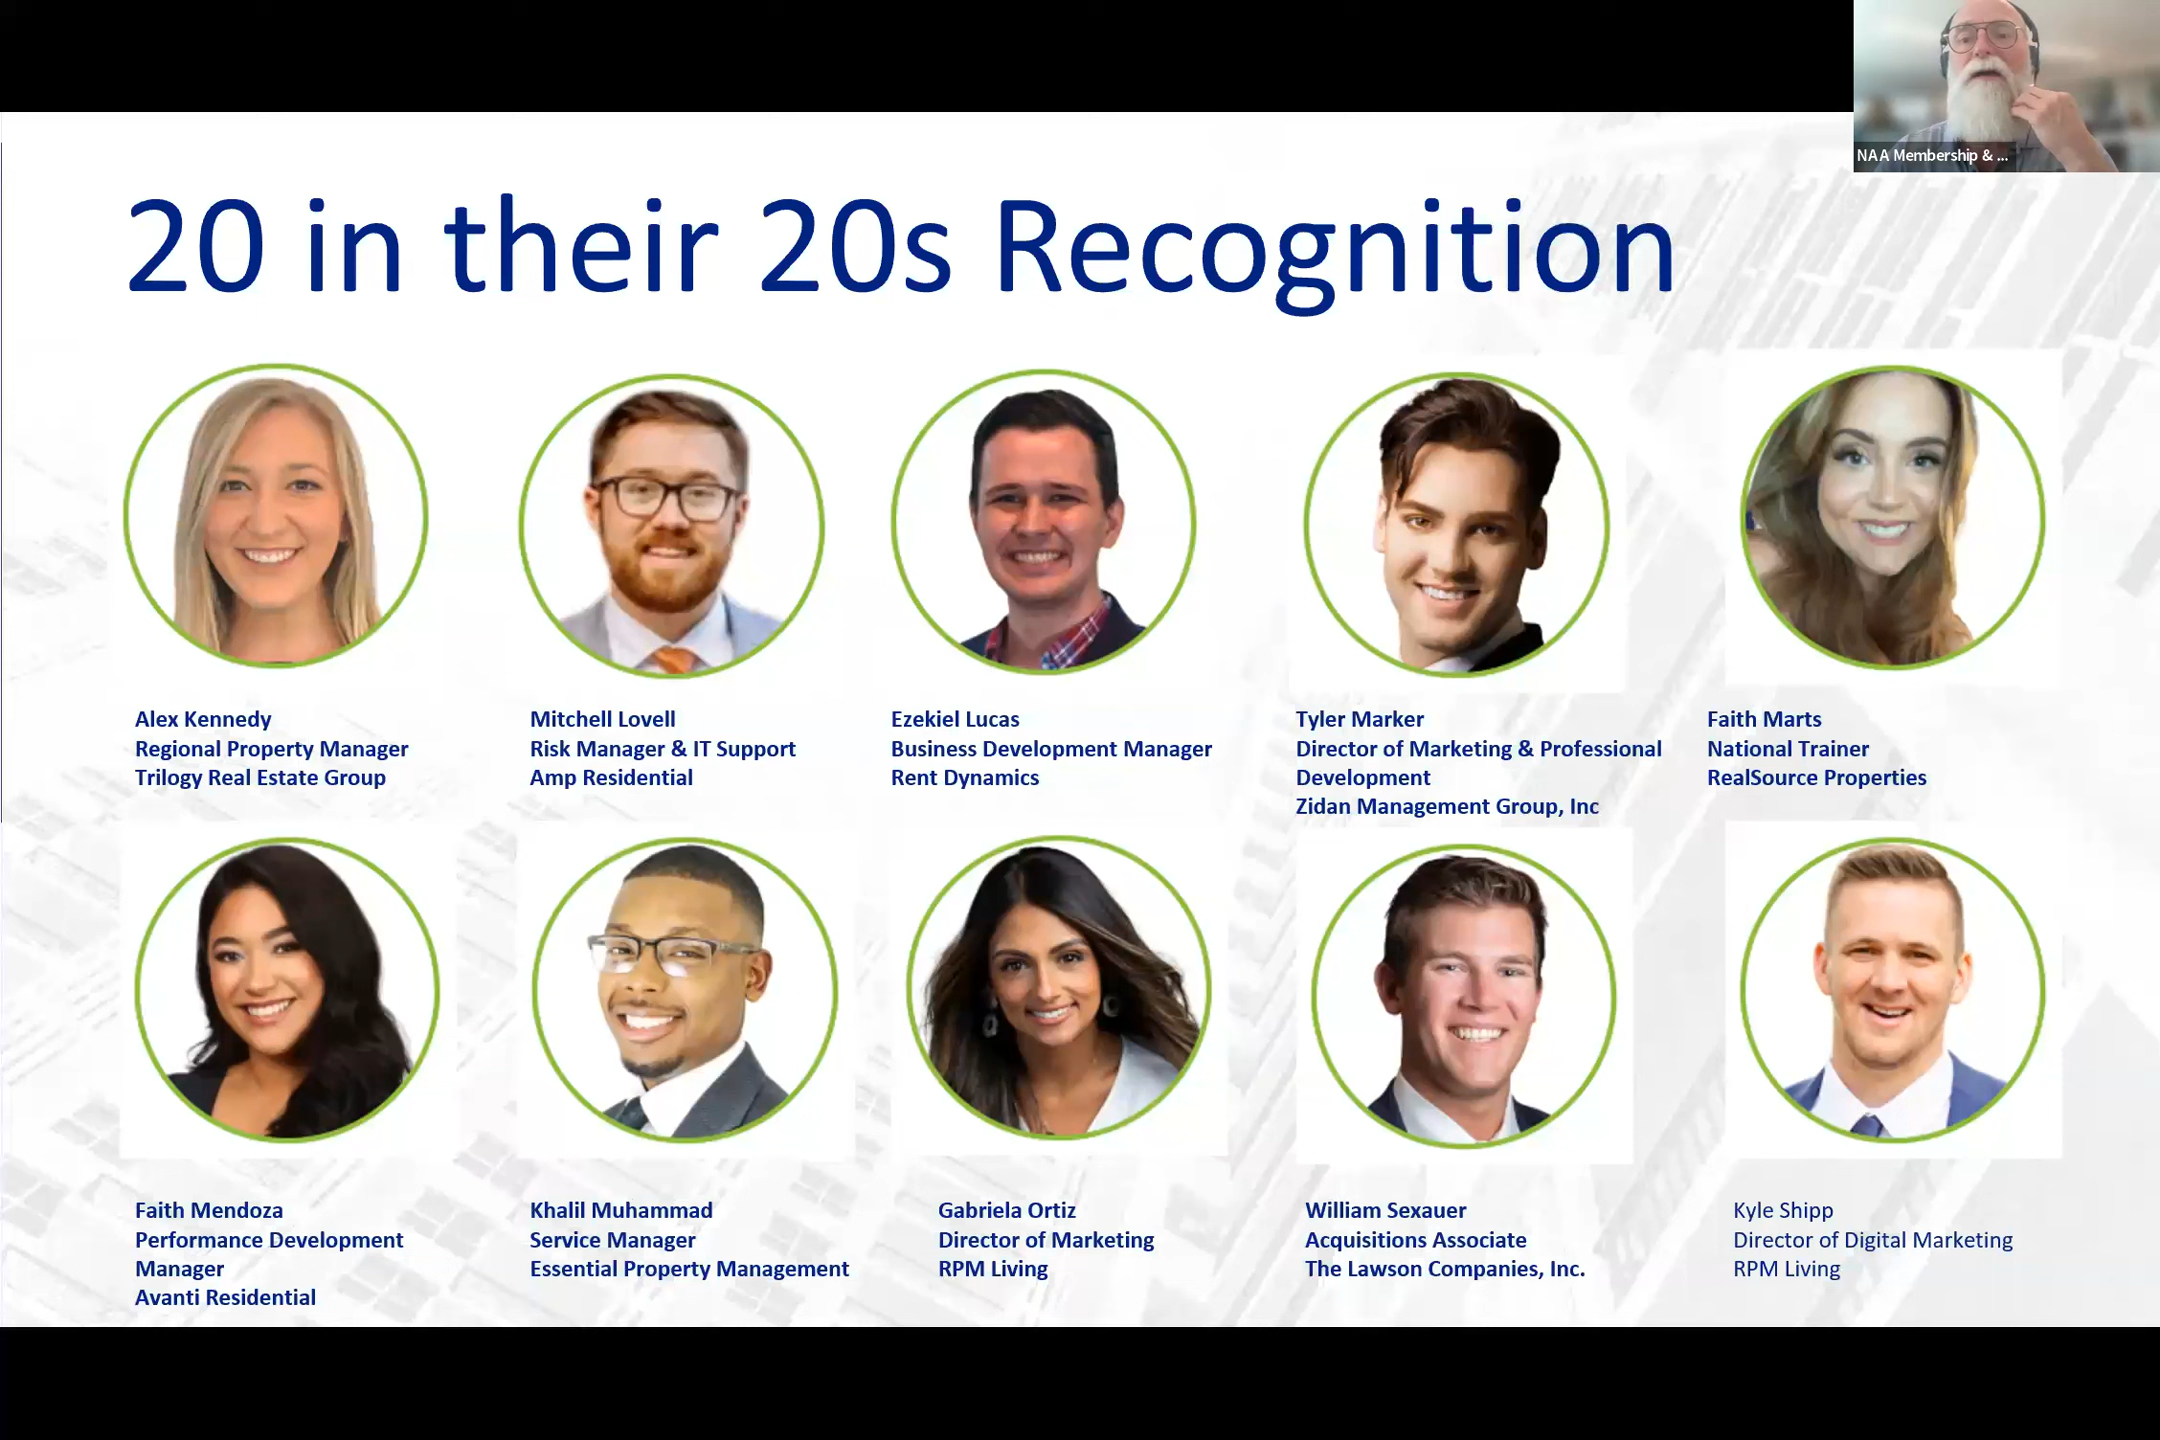 NAA Membership & ...
20 in their 20s Recognition
Alex Kennedy
Regional Property Manager
Trilogy Real Estate Group
Mitchell Lovell
Risk Manager & IT Support
Amp Residential
Ezekiel Lucas
Business Development Manager
Rent Dynamics
Tyler Marker
Director of Marketing & Professional
Development
Zidan Management Group, Inc
Faith Marts
National Trainer
RealSource Properties
Faith Mendoza
Performance Development
Manager
Avanti Residential
Khalil Muhammad
Service Manager
Essential Property Management
Gabriela Ortiz
Director of Marketing
RPM Living
William Sexauer
Acquisitions Associate
The Lawson Companies, Inc.
Kyle Shipp
Director of Digital Marketing
RPM Living